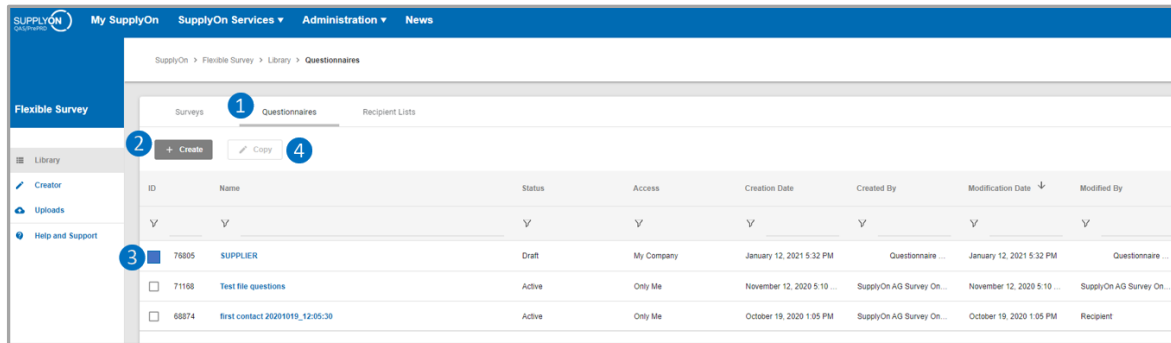 SUPPLYON My SupplyOn SupplyOn Services ▾ Administration ▾ News
QAS/PrePRO
SupplyOn > Flexible Survey > Library > Questionnaires
Flexible Survey
Surveys 1 Questionnaires Recipient Lists
2 + Create Copy 4
Library
Creator
Uploads
Help and Support
ID Name Status Access Creation Date Created By Modification Date ↓ Modified By
3 76805 SUPPLIER Draft My Company January 12, 2021 5:32 PM Questionnaire ... January 12, 2021 5:32 PM Questionnaire ...
71168 Test file questions Active Only Me November 12, 2020 5:10 ... SupplyOn AG Survey On... November 12, 2020 5:10 ... SupplyOn AG Survey On...
68874 first contact 20201019_12:05:30 Active Only Me October 19, 2020 1:05 PM SupplyOn AG Survey On... October 19, 2020 1:05 PM Recipient